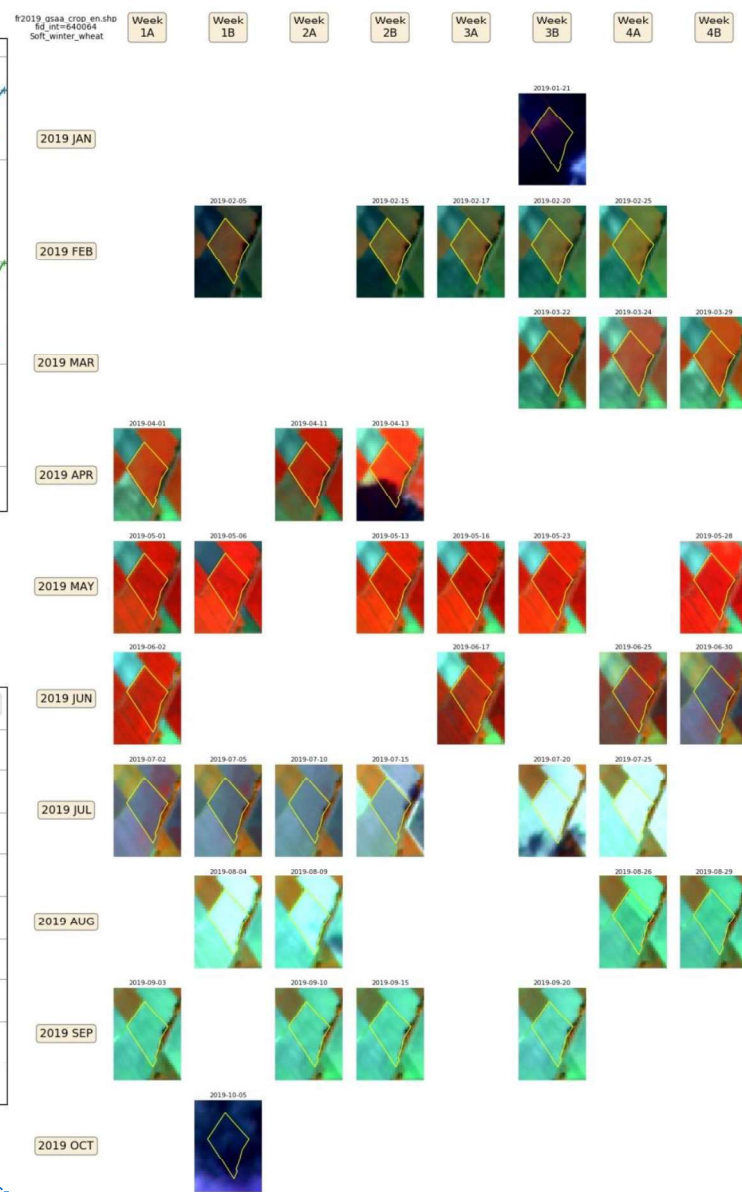 fr2019_gsaa_crop_en.shp
fid_int=640064
Soft_winter_wheat
Week 1A
Week 1B
Week 2A
Week 2B
Week 3A
Week 3B
Week 4A
Week 4B
2019 JAN
2019-01-21
2019 FEB
2019-02-05
2019-02-15
2019-02-17
2019-02-20
2019-02-25
2019 MAR
2019-03-22
2019-03-24
2019-03-29
2019 APR
2019-04-01
2019-04-11
2019-04-13
2019 MAY
2019-05-01
2019-05-06
2019-05-13
2019-05-16
2019-05-23
2019-05-28
2019 JUN
2019-06-02
2019-06-17
2019-06-25
2019-06-30
2019 JUL
2019-07-02
2019-07-05
2019-07-10
2019-07-15
2019-07-20
2019-07-25
2019 AUG
2019-08-04
2019-08-09
2019-08-26
2019-08-29
2019 SEP
2019-09-03
2019-09-10
2019-09-15
2019-09-20
2019 OCT
2019-10-05